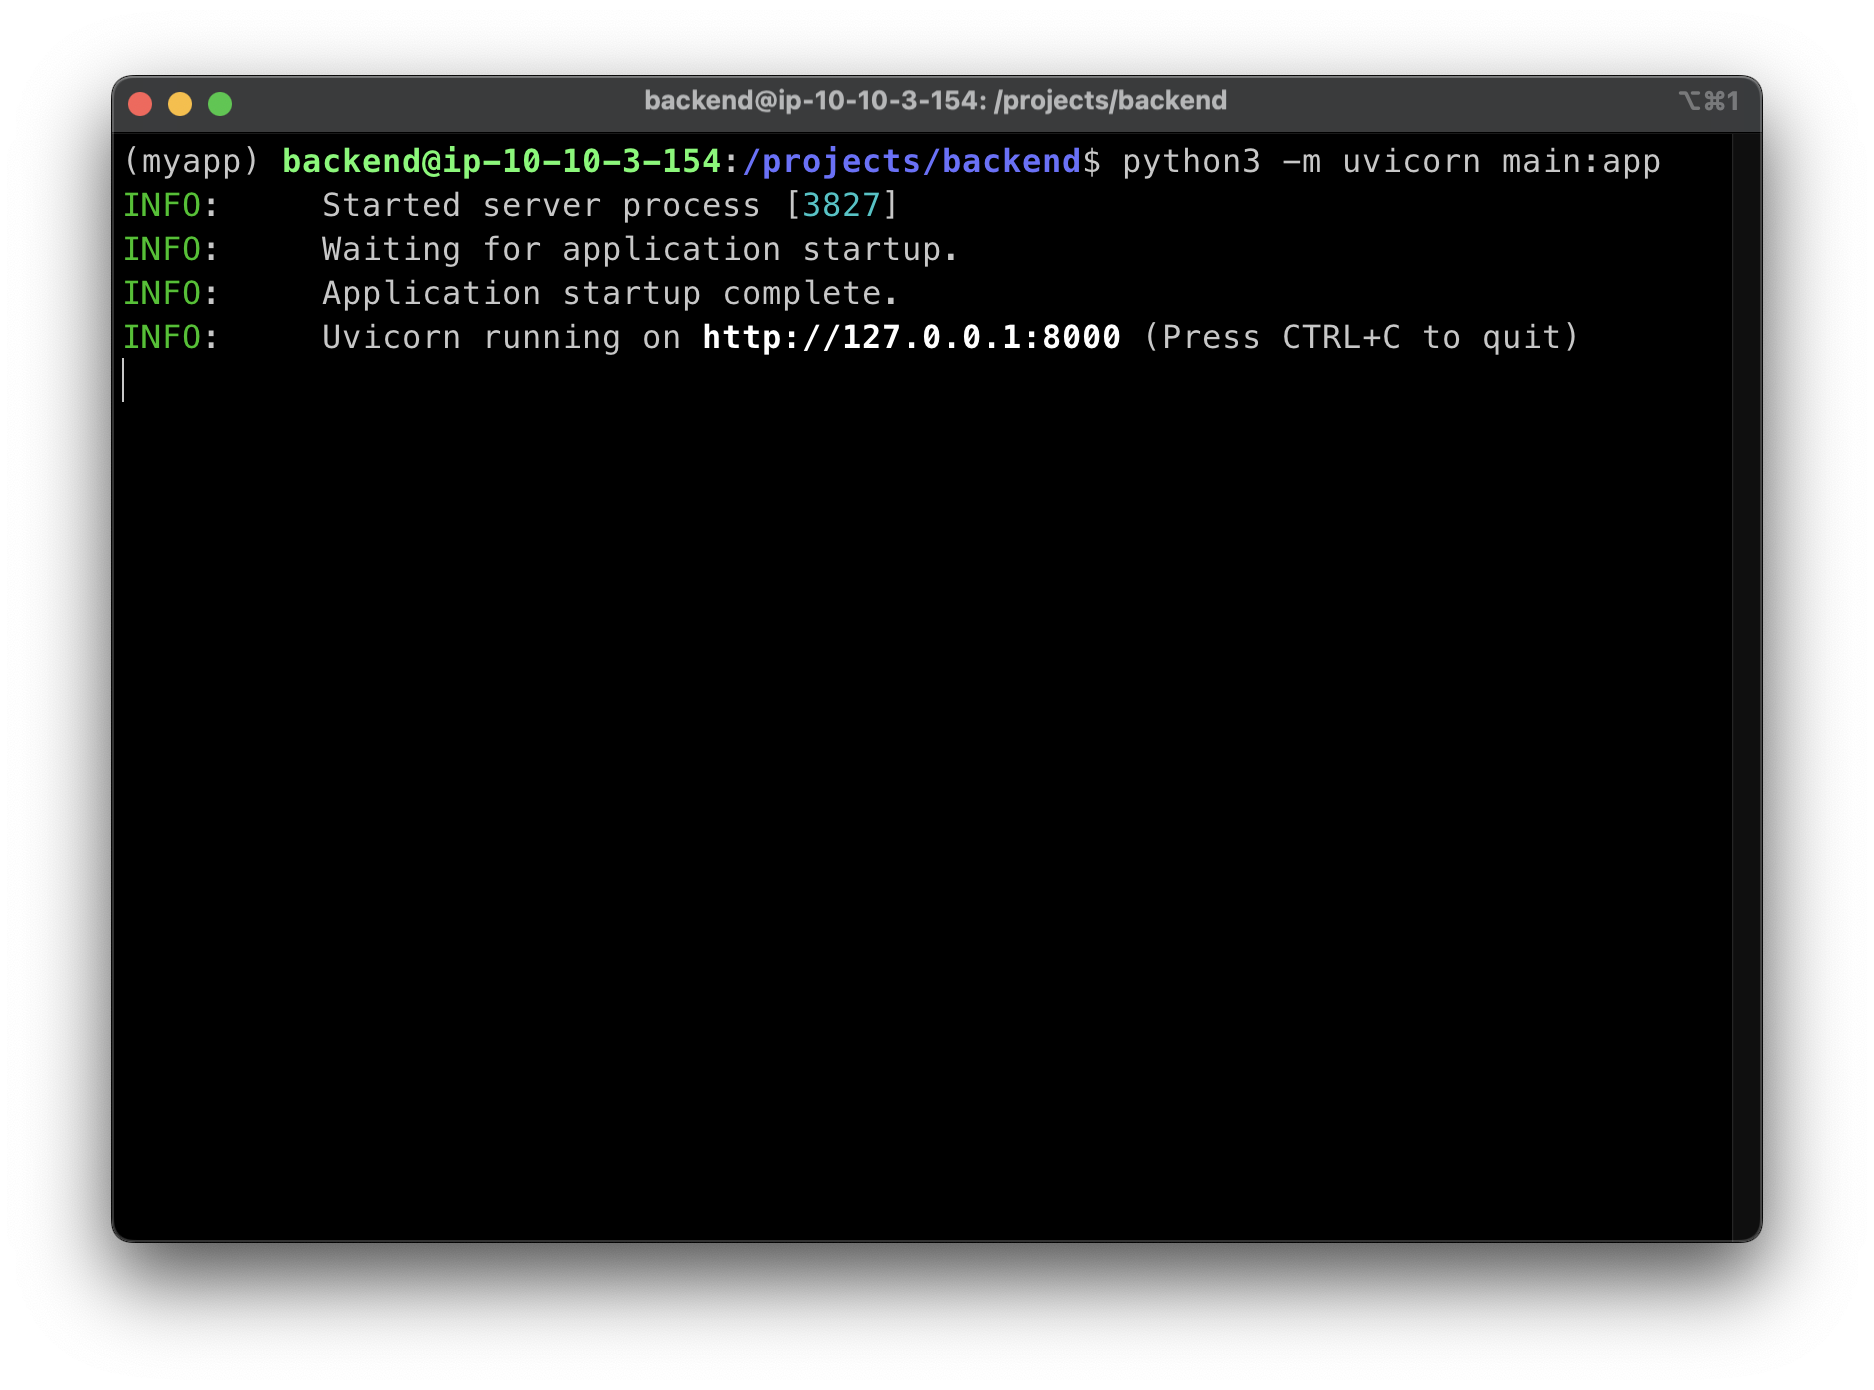 backend@ip-10-10-3-154: /projects/backend
⌥⌘1
(myapp) backend@ip-10-10-3-154:/projects/backend$ python3 -m uvicorn main:app
INFO:     Started server process [3827]
INFO:     Waiting for application startup.
INFO:     Application startup complete.
INFO:     Uvicorn running on http://127.0.0.1:8000 (Press CTRL+C to quit)